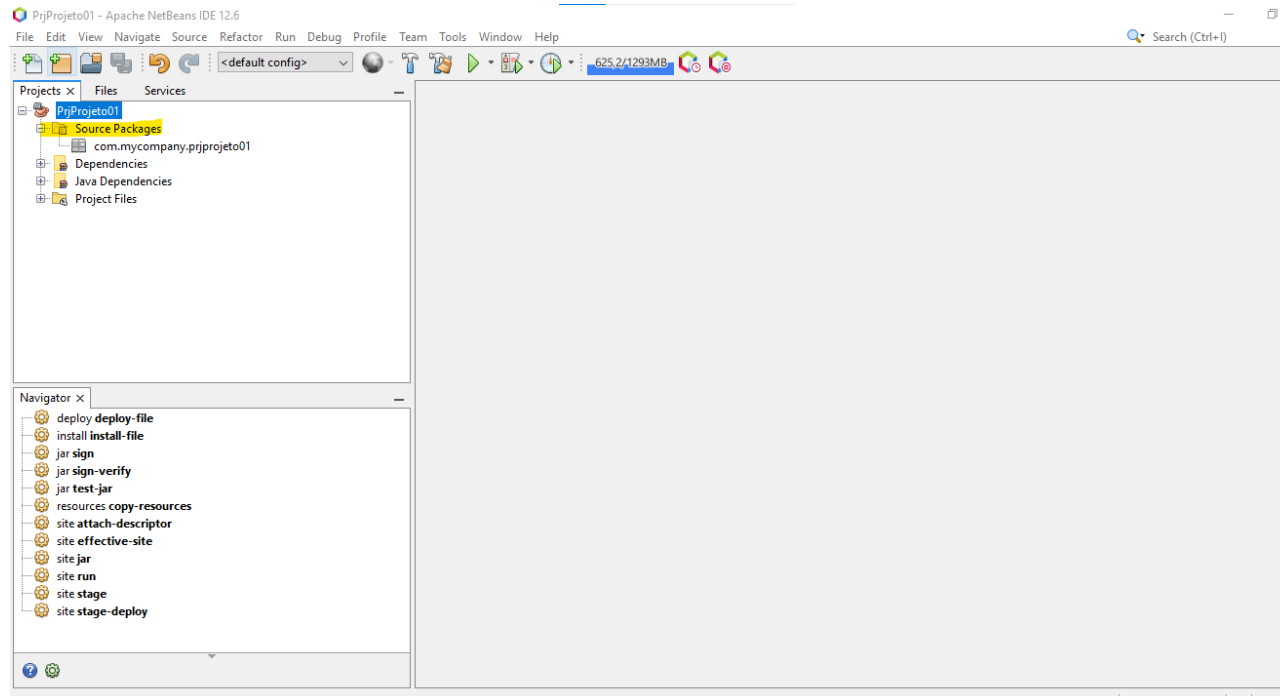 PrjProjeto01 - Apache NetBeans IDE 12.6
File Edit View Navigate Source Refactor Run Debug Profile Team Tools Window Help
Search (Ctrl+I)
<default config>
625,2/1293MB
Projects Files Services
PrjProjeto01
Source Packages
com.mycompany.prjprojeto01
Dependencies
Java Dependencies
Project Files
Navigator
deploy deploy-file
install install-file
jar sign
jar sign-verify
jar test-jar
resources copy-resources
site attach-descriptor
site effective-site
site jar
site run
site stage
site stage-deploy